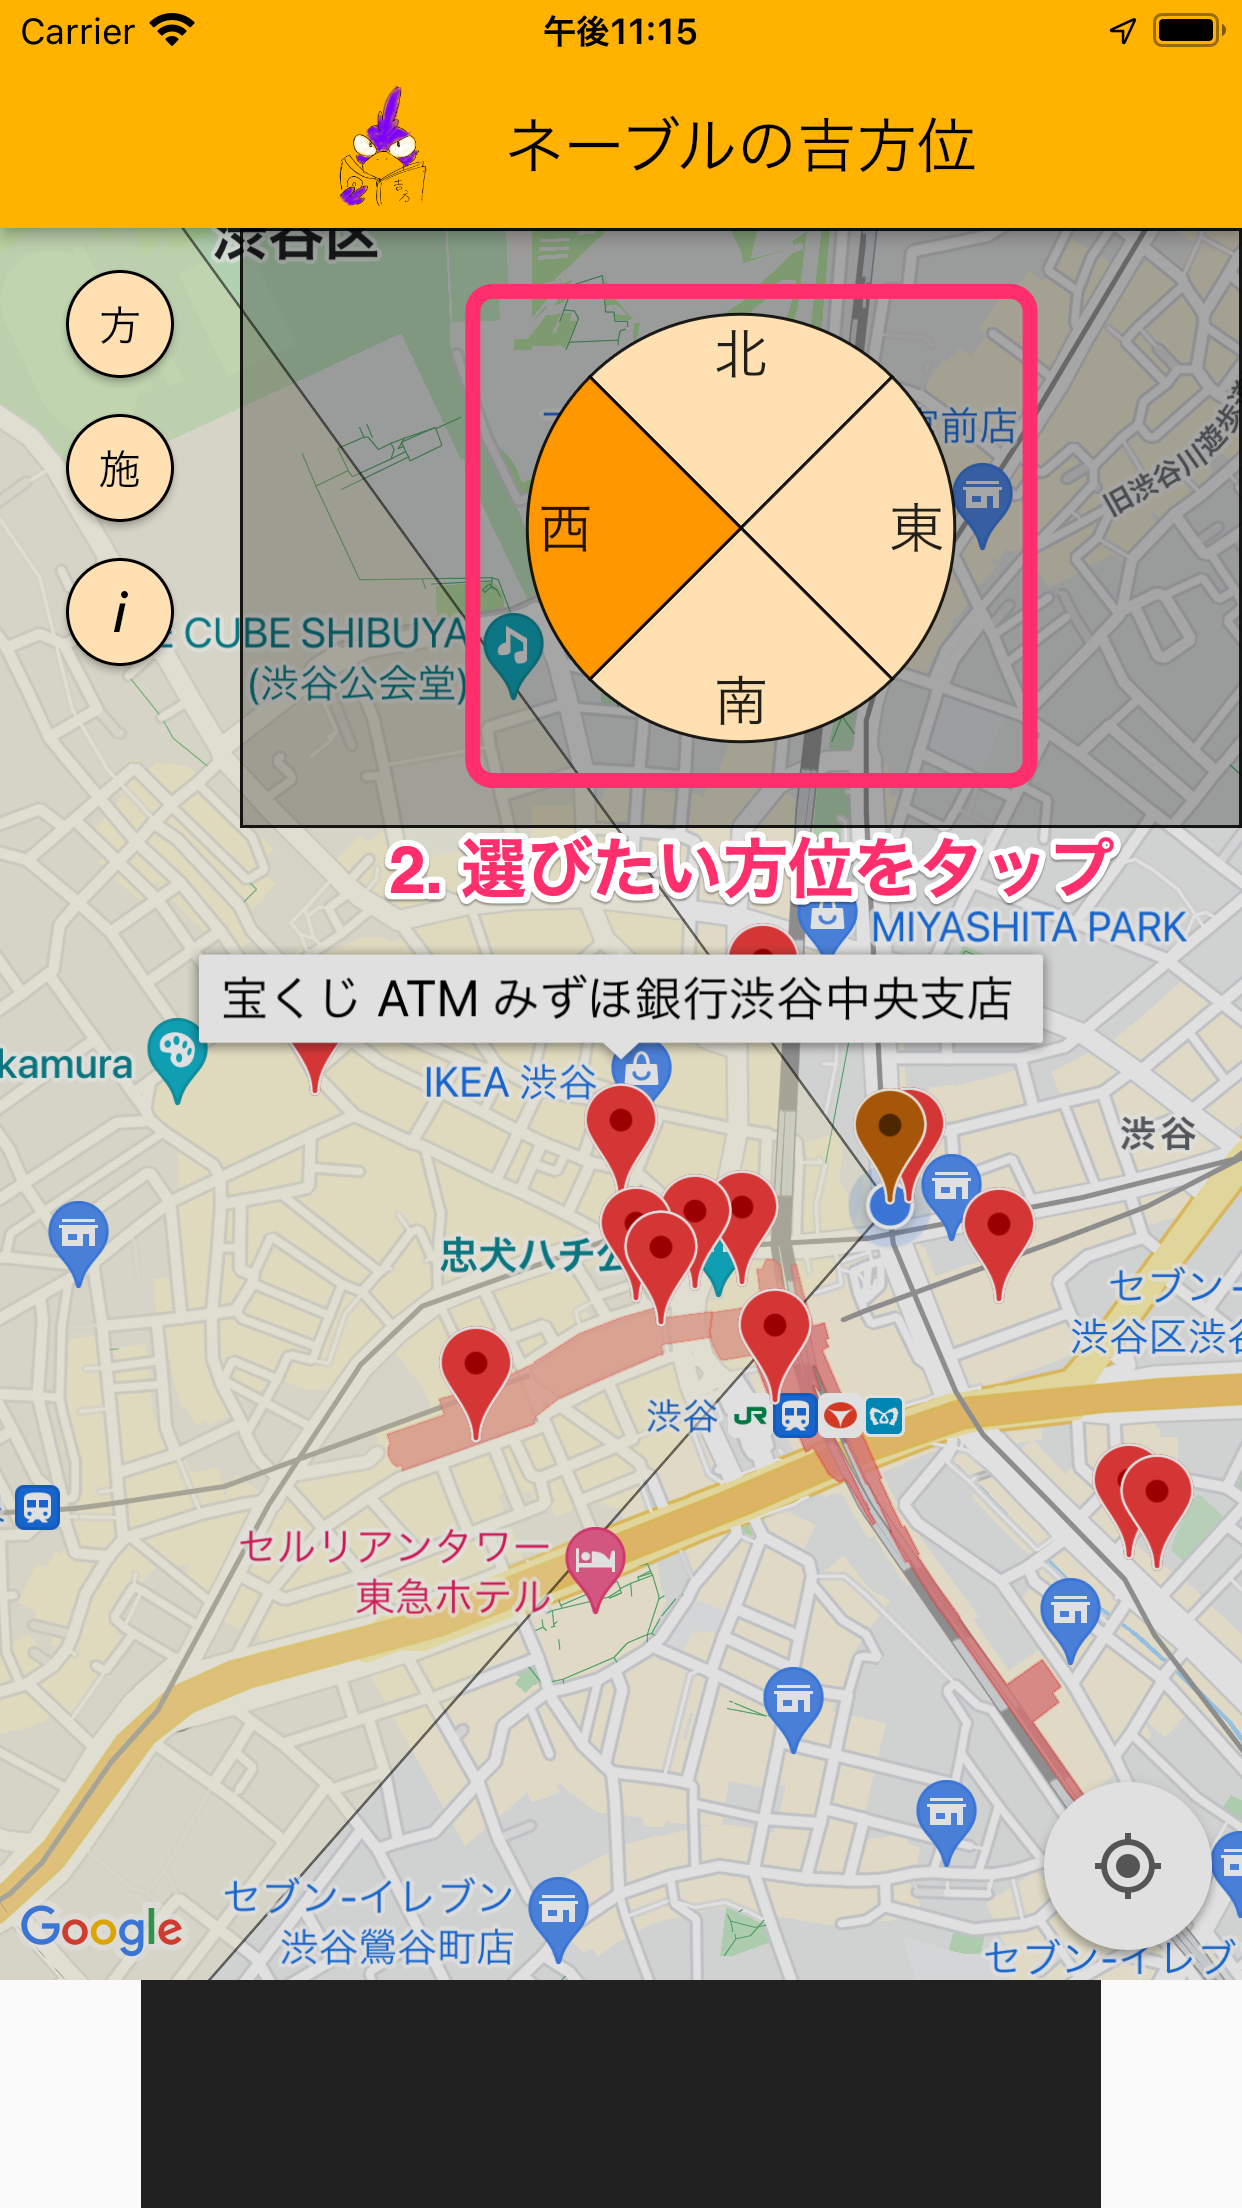 Carrier
午後11:15
ネーブルの吉方位
渋谷区
方
施
i
北
西
東
南
宮前店
旧渋谷川遊歩道
CUBE SHIBUYA
(渋谷公会堂)
2. 選びたい方位をタップ
MIYASHITA PARK
宝くじ ATM みずほ銀行渋谷中央支店
kamura
IKEA 渋谷
渋谷
忠犬ハチ公
セブン-
渋谷区渋谷
渋谷
JR
セルリアンタワー
東急ホテル
セブン-イレブン
渋谷鶯谷町店
Google
セブン-イレブ